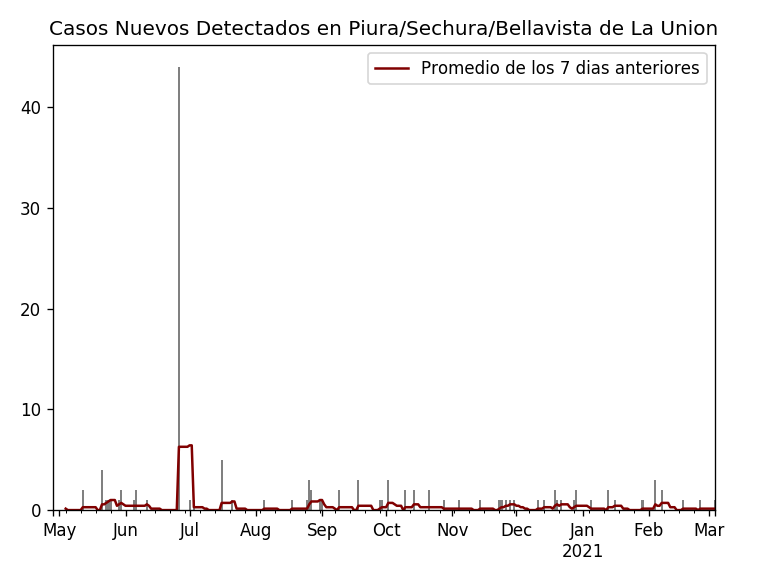 Casos Nuevos Detectados en Piura/Sechura/Bellavista de La Union
Promedio de los 7 dias anteriores
40
30
20
10
0
May Jun Jul Aug Sep Oct Nov Dec Jan Feb Mar
2021